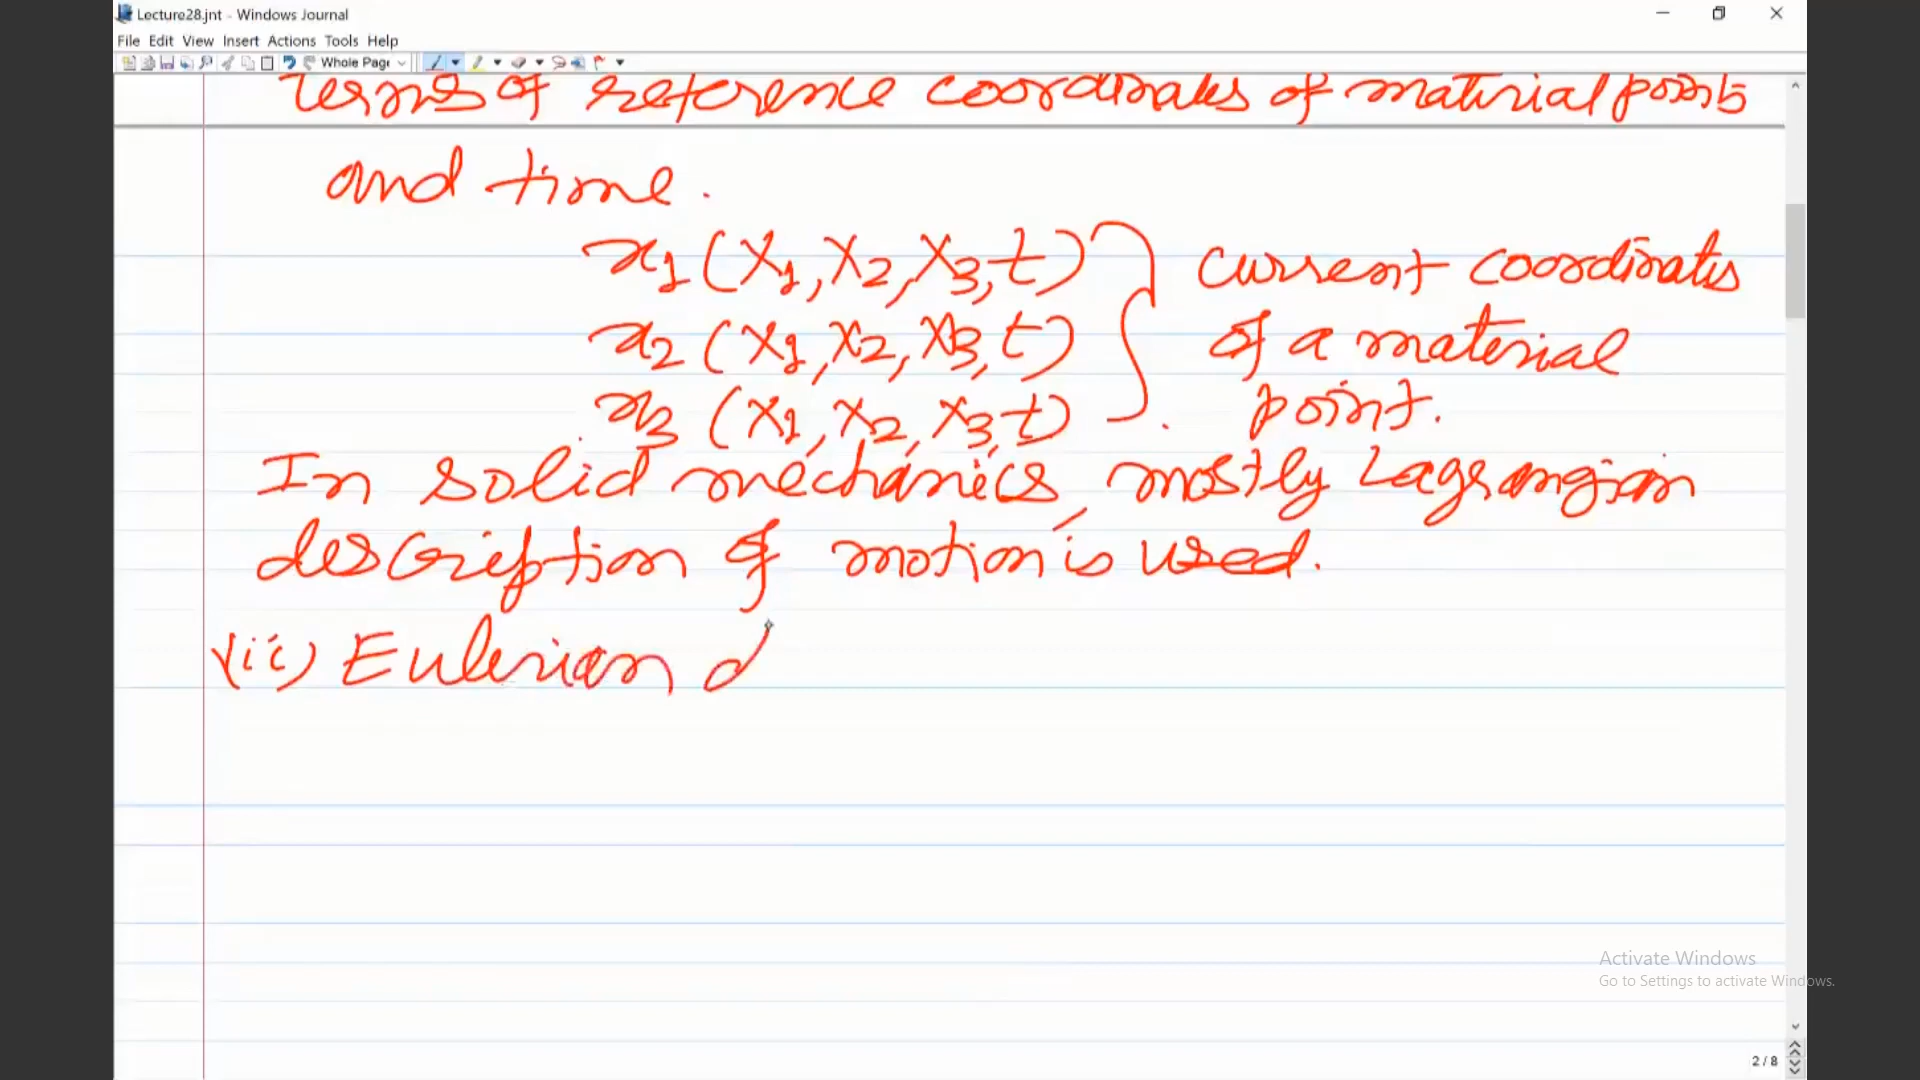 Lecture28.jnt - Windows Journal
File Edit View Insert Actions Tools Help
Whole Page
terms of reference coordinates of material points
and time.
x1 (X1, X2, X3, t) } current coordinates
x2 (X1, X2, X3, t) of a material
x3 (X1, X2, X3, t) . point.
In solid mechanics, mostly Lagrangian
description of motion is used.
(ii) Eulerian d
Activate Windows
Go to Settings to activate Windows.
2 / 8